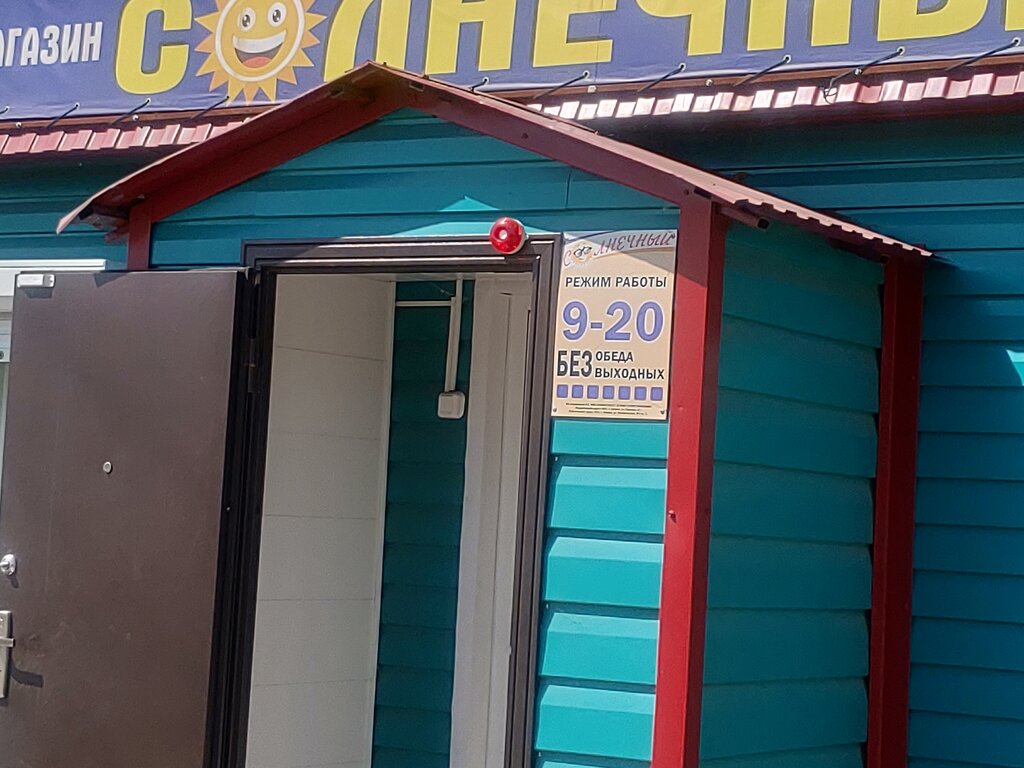 агазин
СОЛНЕЧНЫ
СОЛНЕЧНЫЙ
РЕЖИМ РАБОТЫ
9-20
БЕЗ ОБЕДА
ВЫХОДНЫХ